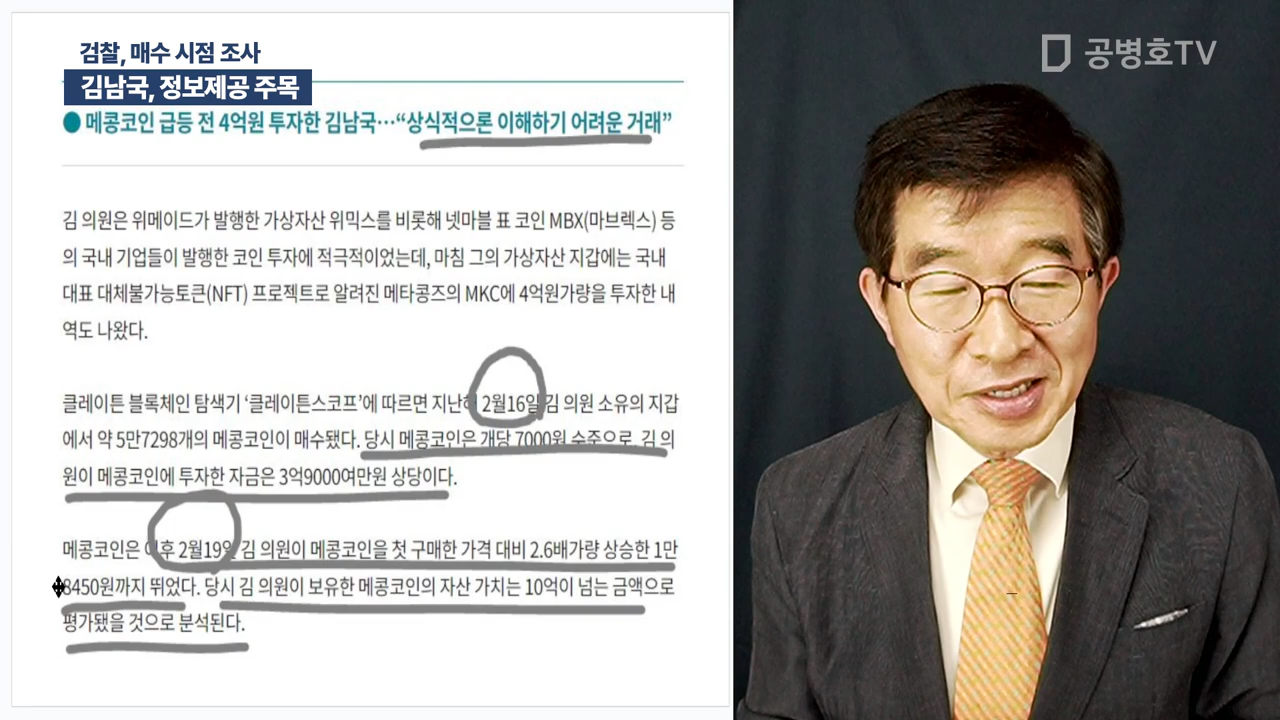 검찰, 매수 시점 조사
김남국, 정보제공 주목
공병호TV
● 메콩코인 급등 전 4억원 투자한 김남국…“상식적으론 이해하기 어려운 거래”
김 의원은 위메이드가 발행한 가상자산 위믹스를 비롯해 넷마블 표 코인 MBX(마브렉스) 등
의 국내 기업들이 발행한 코인 투자에 적극적이었는데, 마침 그의 가상자산 지갑에는 국내
대표 대체불가능토큰(NFT) 프로젝트로 알려진 메타콩즈의 MKC에 4억원가량을 투자한 내
역도 나왔다.
클레이튼 블록체인 탐색기 ‘클레이튼스코프’에 따르면 지난해 2월16일 김 의원 소유의 지갑
에서 약 5만7298개의 메콩코인이 매수됐다. 당시 메콩코인은 개당 7000원 수준으로, 김 의
원이 메콩코인에 투자한 자금은 3억9000여만원 상당이다.
메콩코인은 이후 2월19일 김 의원이 메콩코인을 첫 구매한 가격 대비 2.6배가량 상승한 1만
8450원까지 뛰었다. 당시 김 의원이 보유한 메콩코인의 자산 가치는 10억이 넘는 금액으로
평가됐을 것으로 분석된다.